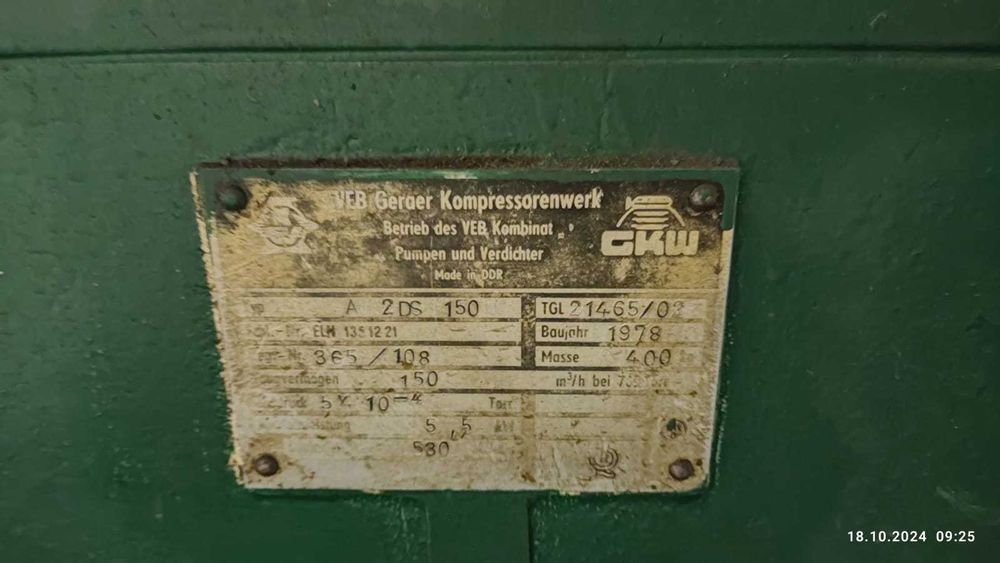 VEB Geraer Kompressorenwerk
Betrieb des VEB Kombinat
Pumpen und Verdichter
Made in DDR
GKW
A 2DS 150 TGL 21465/02
ELN 1351221 Baujahr 1978
365/108 Masse 400
150 m³/h bei
5 × 10-4 Torr
5,5 kW
530
18.10.2024 09:25